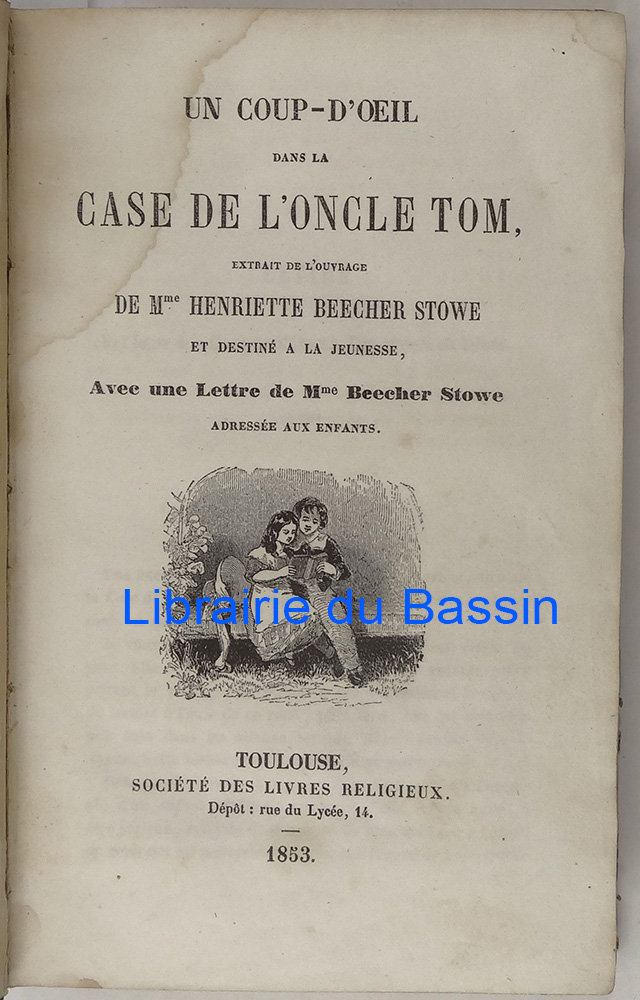 UN COUP-D'ŒIL
DANS LA
CASE DE L'ONCLE TOM,
EXTRAIT DE L'OUVRAGE
DE Mme HENRIETTE BEECHER STOWE
ET DESTINÉ A LA JEUNESSE,
Avec une Lettre de Mme Beecher Stowe
ADRESSÉE AUX ENFANTS.
Librairie du Bassin
TOULOUSE,
SOCIÉTÉ DES LIVRES RELIGIEUX.
Dépôt : rue du Lycée, 14.
1853.